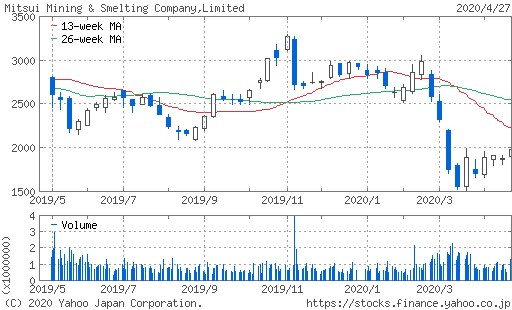 Mitsui Mining & Smelting Company,Limited 2020/4/27
13-week MA
26-week MA
3500
3000
2500
2000
1500
2019/5 2019/7 2019/9 2019/11 2020/1 2020/3
Volume
4
3
2
1
0
(x1000000)
2019/5 2019/7 2019/9 2019/11 2020/1 2020/3
(C) 2020 Yahoo Japan Corporation. https://stocks.finance.yahoo.co.jp/